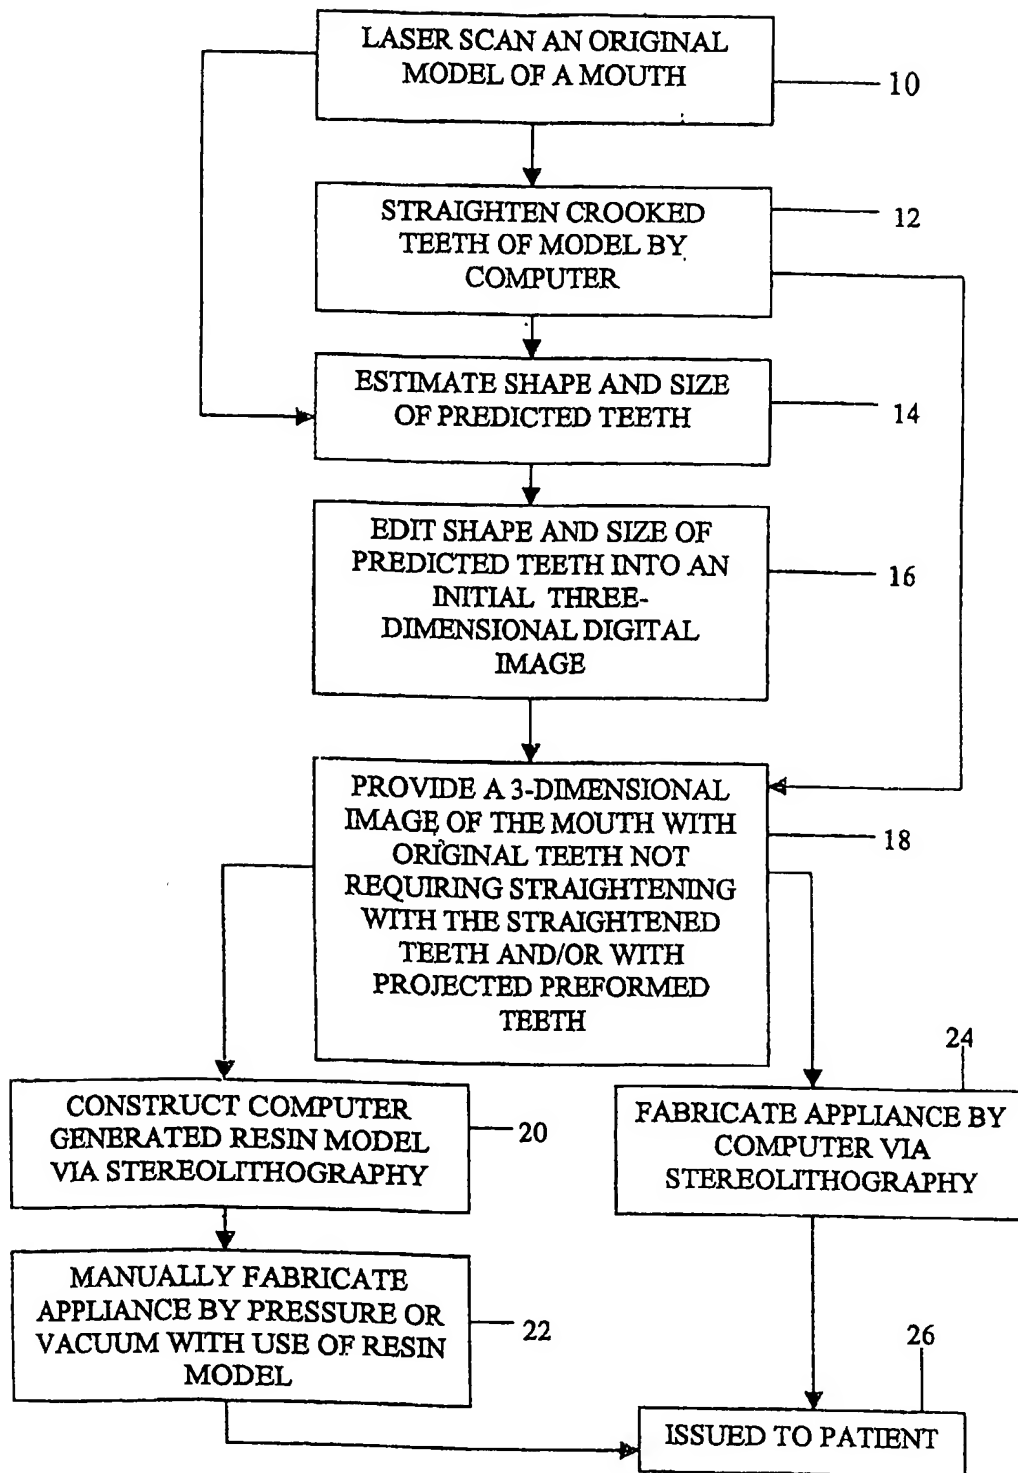 LASER SCAN AN ORIGINAL
MODEL OF A MOUTH
10
STRAIGHTEN CROOKED
TEETH OF MODEL BY
COMPUTER
12
ESTIMATE SHAPE AND SIZE
OF PREDICTED TEETH
14
EDIT SHAPE AND SIZE OF
PREDICTED TEETH INTO AN
INITIAL THREE-
DIMENSIONAL DIGITAL
IMAGE
16
PROVIDE A 3-DIMENSIONAL
IMAGE OF THE MOUTH WITH
ORIGINAL TEETH NOT
REQUIRING STRAIGHTENING
WITH THE STRAIGHTENED
TEETH AND/OR WITH
PROJECTED PREFORMED
TEETH
18
CONSTRUCT COMPUTER
GENERATED RESIN MODEL
VIA STEREOLITHOGRAPHY
20
24
FABRICATE APPLIANCE BY
COMPUTER VIA
STEREOLITHOGRAPHY
MANUALLY FABRICATE
APPLIANCE BY PRESSURE OR
VACUUM WITH USE OF RESIN
MODEL
22
26
ISSUED TO PATIENT